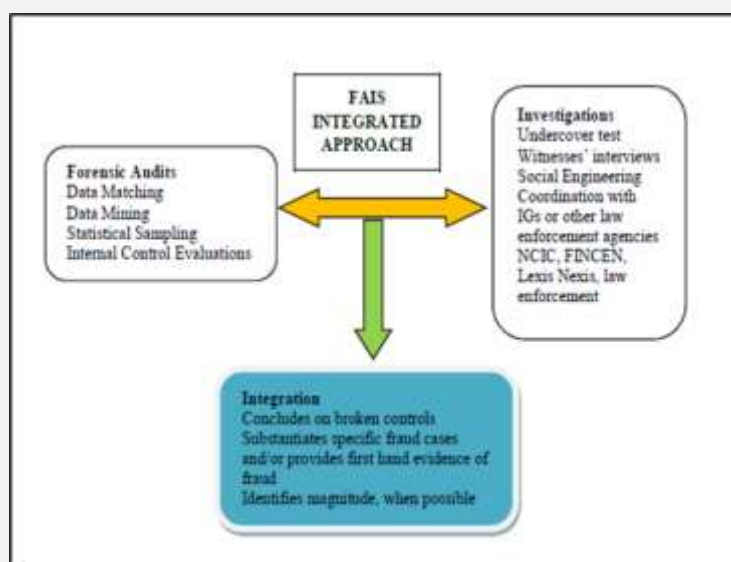 FAIS
INTEGRATED
APPROACH
Forensic Audits
Data Matching
Data Mining
Statistical Sampling
Internal Control Evaluations
Investigations
Undercover test
Witnesses’ interviews
Social Engineering
Coordination with
IGs or other law
enforcement agencies
NCIC, FINCEN,
Lexis Nexis, law
enforcement
Integration
Concludes on broken controls
Substantiates specific fraud cases
and/or provides first hand evidence of
fraud
Identifies magnitude, when possible